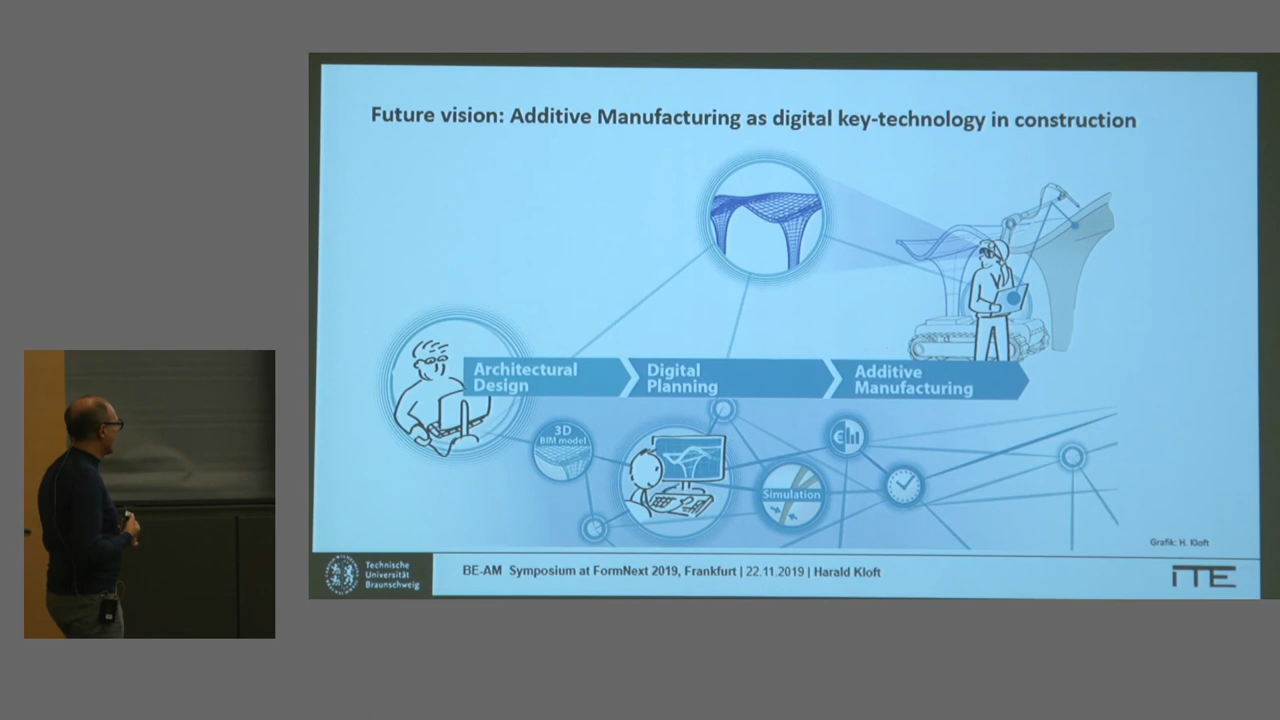 Future vision: Additive Manufacturing as digital key-technology in construction
Architectural
Design
Digital
Planning
Additive
Manufacturing
3D
BIM model
Simulation
€
Grafik: H. Kloft
Technische
Universität
Braunschweig
BE-AM Symposium at FormNext 2019, Frankfurt | 22.11.2019 | Harald Kloft
iTE